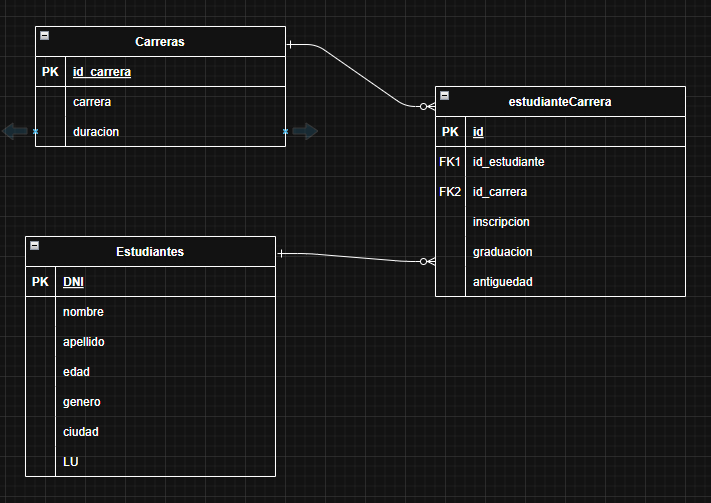 Carreras
PK id_carrera
carrera
duracion
estudianteCarrera
PK id
FK1 id_estudiante
FK2 id_carrera
inscripcion
graduacion
antiguedad
Estudiantes
PK DNI
nombre
apellido
edad
genero
ciudad
LU